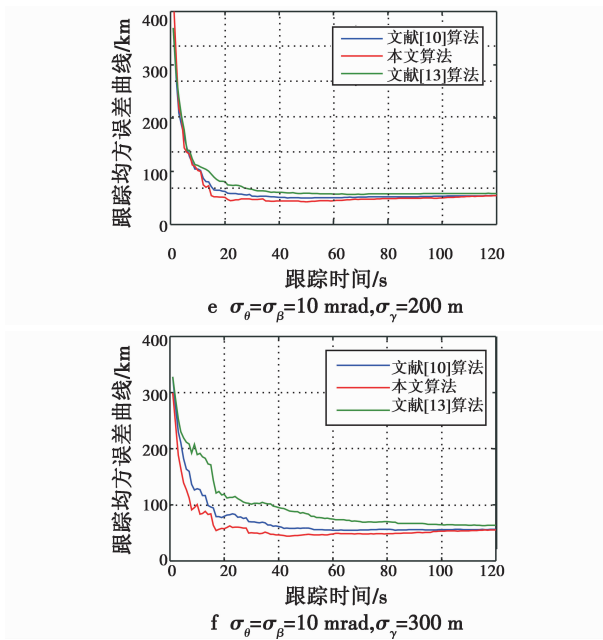 400
300
200
100
0
跟踪均方误差曲线/km
文献[10]算法
本文算法
文献[13]算法
0 20 40 60 80 100 120
跟踪时间/s
e σθ=σβ=10 mrad,σγ=200 m
400
300
200
100
0
跟踪均方误差曲线/km
文献[10]算法
本文算法
文献[13]算法
0 20 40 60 80 100 120
跟踪时间/s
f σθ=σβ=10 mrad,σγ=300 m